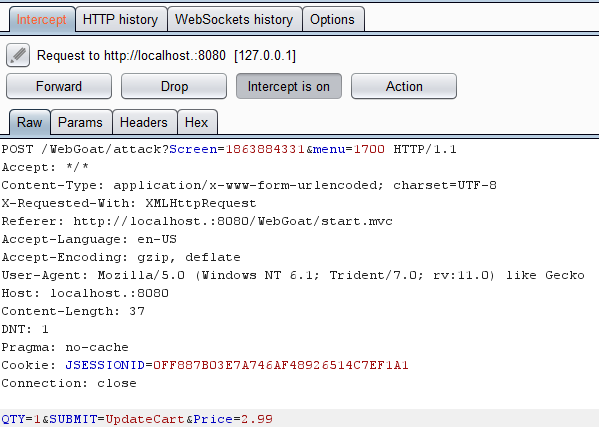 Intercept HTTP history WebSockets history Options
Request to http://localhost.:8080 [127.0.0.1]
Forward Drop Intercept is on Action
Raw Params Headers Hex
POST /WebGoat/attack?Screen=1863884331&menu=1700 HTTP/1.1
Accept: */*
Content-Type: application/x-www-form-urlencoded; charset=UTF-8
X-Requested-With: XMLHttpRequest
Referer: http://localhost.:8080/WebGoat/start.mvc
Accept-Language: en-US
Accept-Encoding: gzip, deflate
User-Agent: Mozilla/5.0 (Windows NT 6.1; Trident/7.0; rv:11.0) like Gecko
Host: localhost.:8080
Content-Length: 37
DNT: 1
Pragma: no-cache
Cookie: JSESSIONID=0FF887B03E7A746AF48926514C7EF1A1
Connection: close
QTY=1&SUBMIT=UpdateCart&Price=2.99